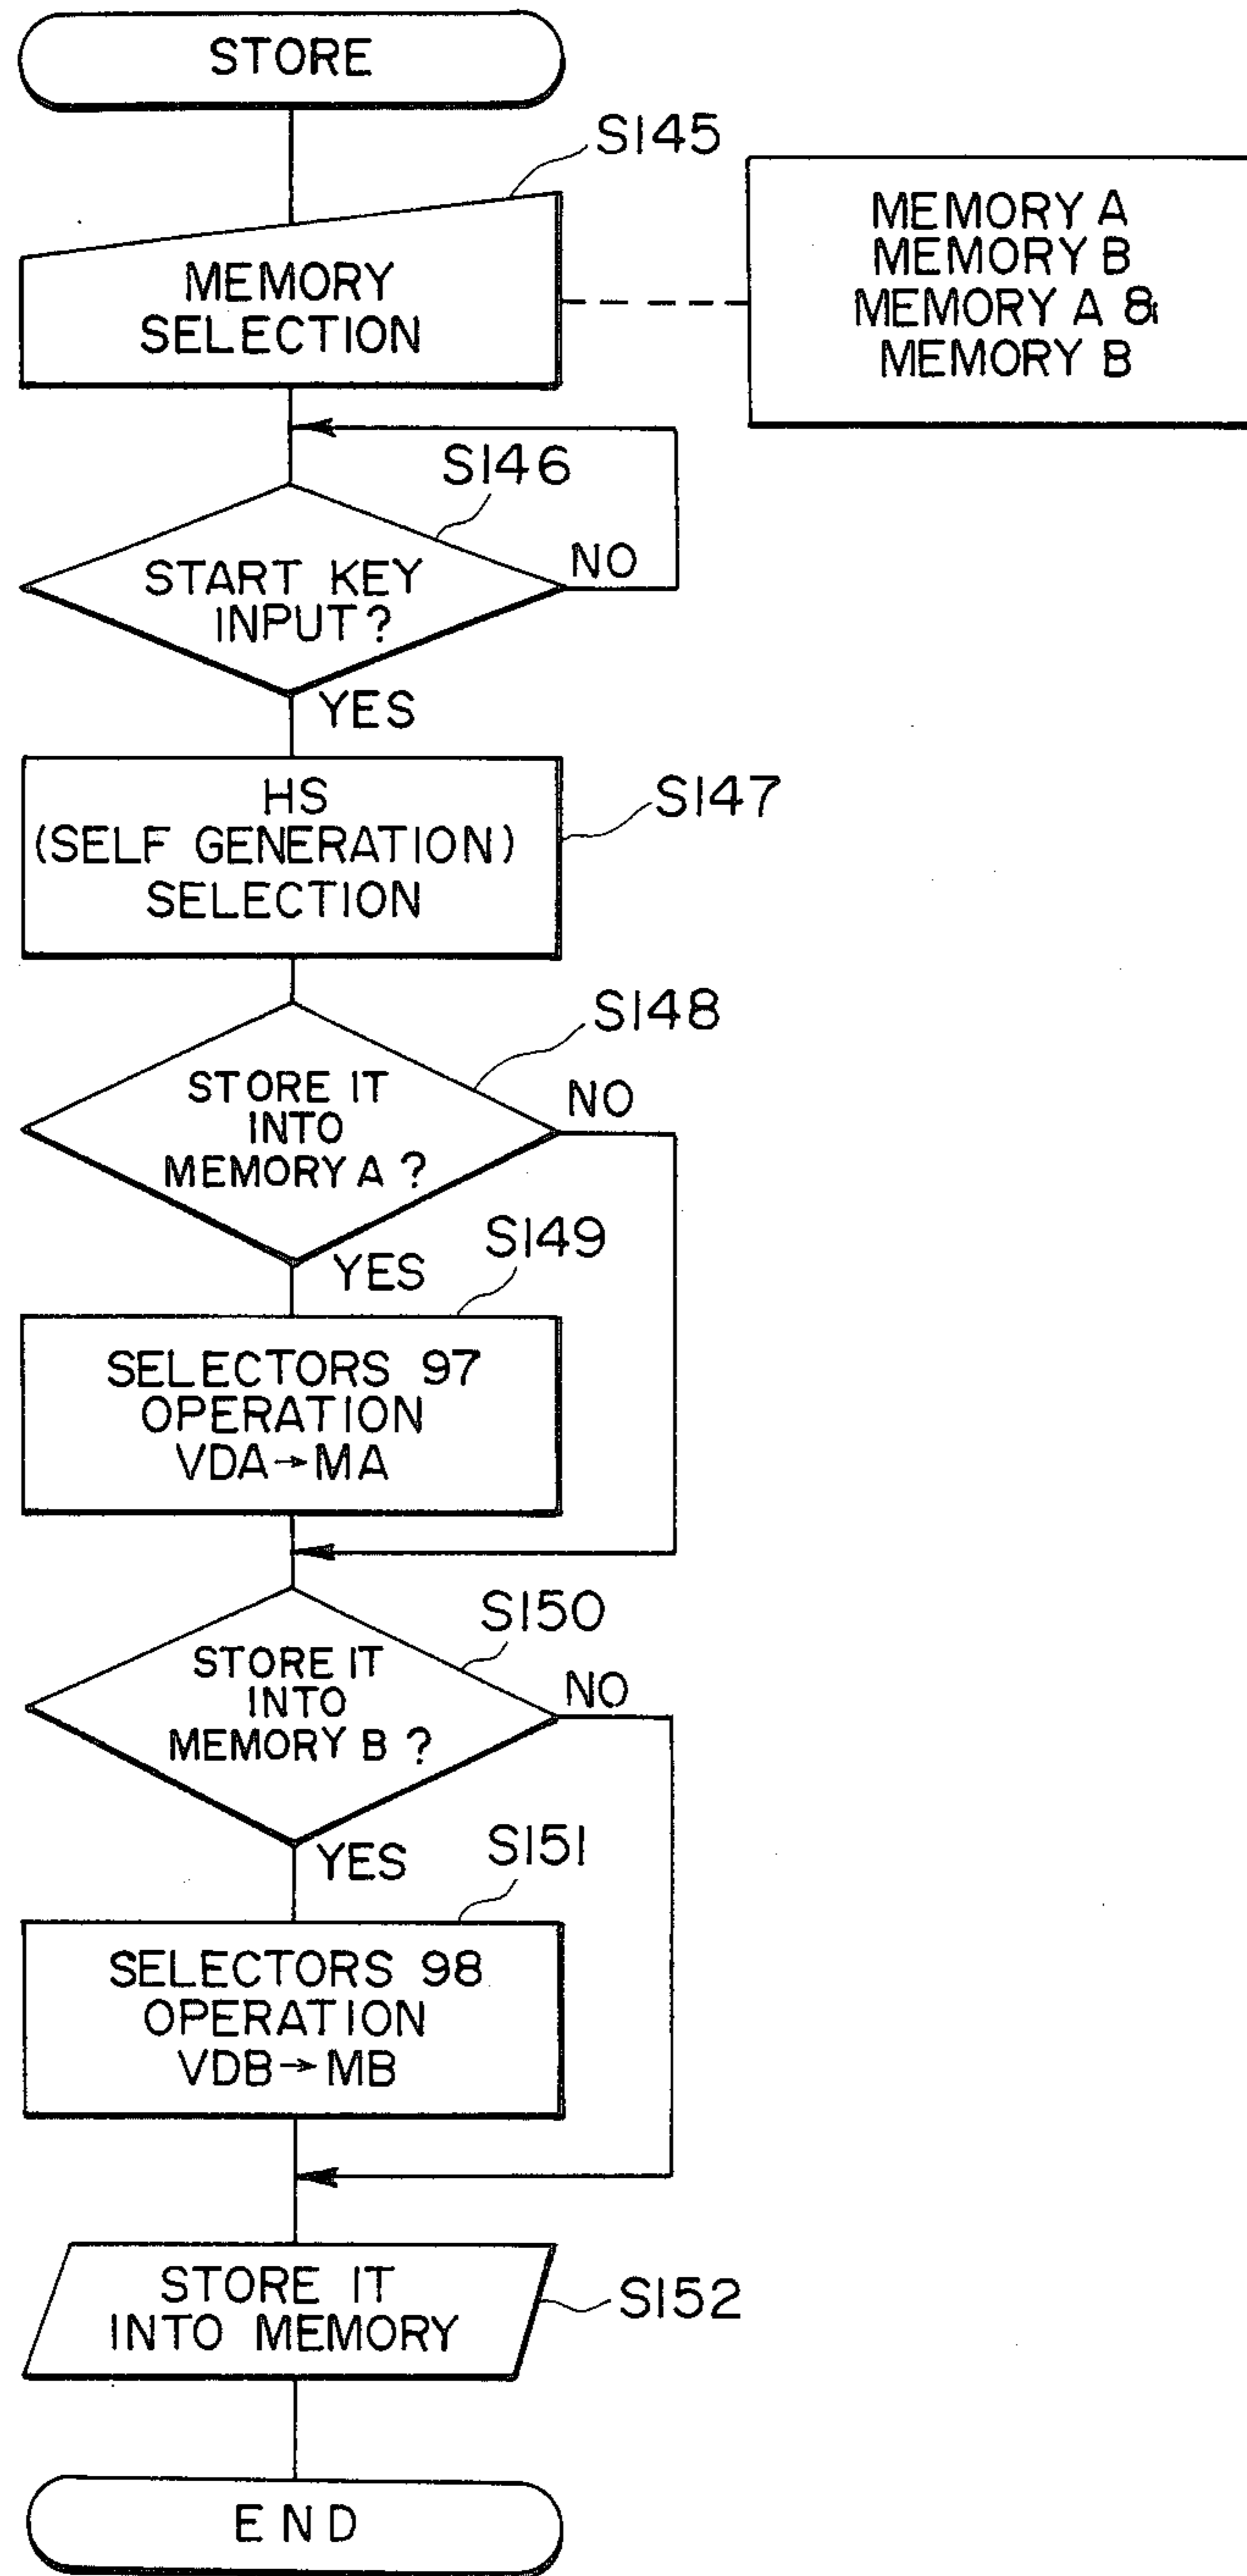 STORE
S145
MEMORY
SELECTION
MEMORY A
MEMORY B
MEMORY A &
MEMORY B
S146
START KEY
INPUT?
NO
YES
HS
(SELF GENERATION)
SELECTION
S147
S148
STORE IT
INTO
MEMORY A ?
NO
YES
S149
SELECTORS 97
OPERATION
VDA→MA
S150
STORE IT
INTO
MEMORY B ?
NO
YES
S151
SELECTORS 98
OPERATION
VDB→MB
STORE IT
INTO MEMORY
S152
END